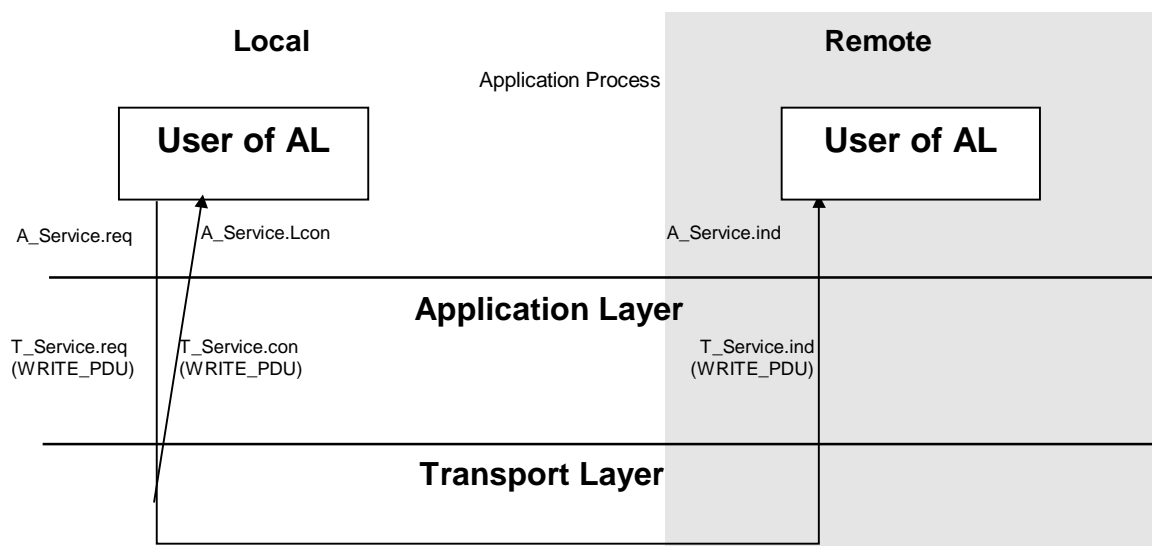 Local
Remote
Application Process
User of AL
User of AL
A_Service.req
A_Service.Lcon
A_Service.ind
Application Layer
T_Service.req
(WRITE_PDU)
T_Service.con
(WRITE_PDU)
T_Service.ind
(WRITE_PDU)
Transport Layer